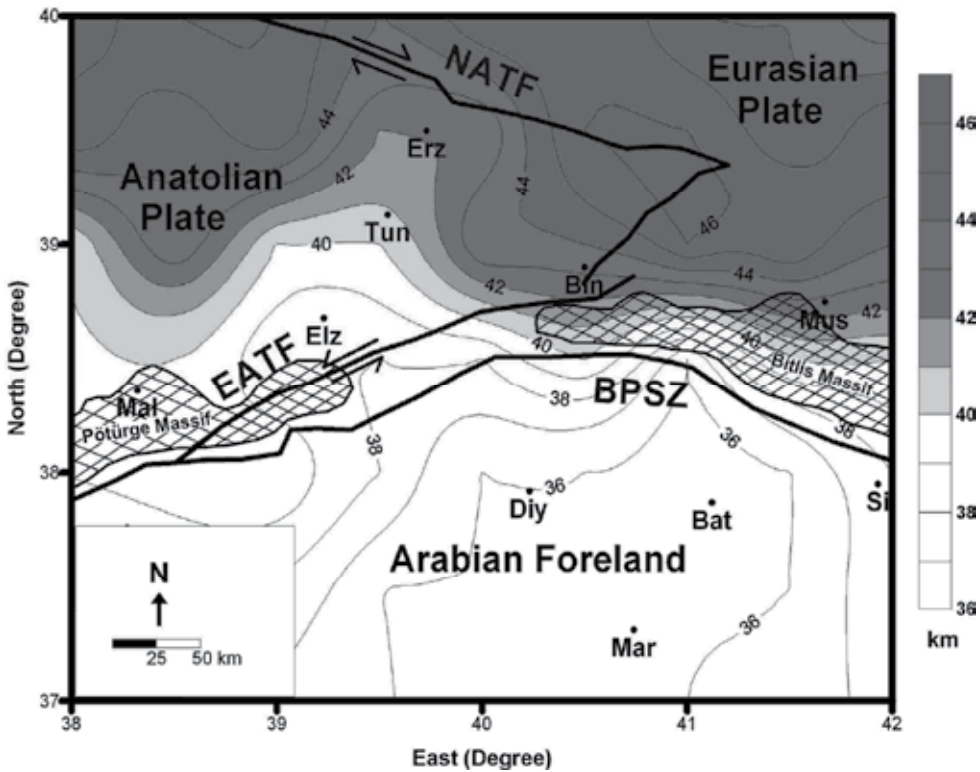 40
39
38
37
North (Degree)
38
39
40
41
42
East (Degree)
NATF
Eurasian
Plate
44
Erz
Anatolian
Plate
42
44
46
Tun
40
Bin
44
42
42
Mus
Elz
40
40
EATF
Bitlis Massif
Mal
Pötürge Massif
38
BPSZ
38
38
36
36
Diy
Bat
Si
Arabian Foreland
N
25 50 km
Mar
36
46
44
42
40
38
36
km